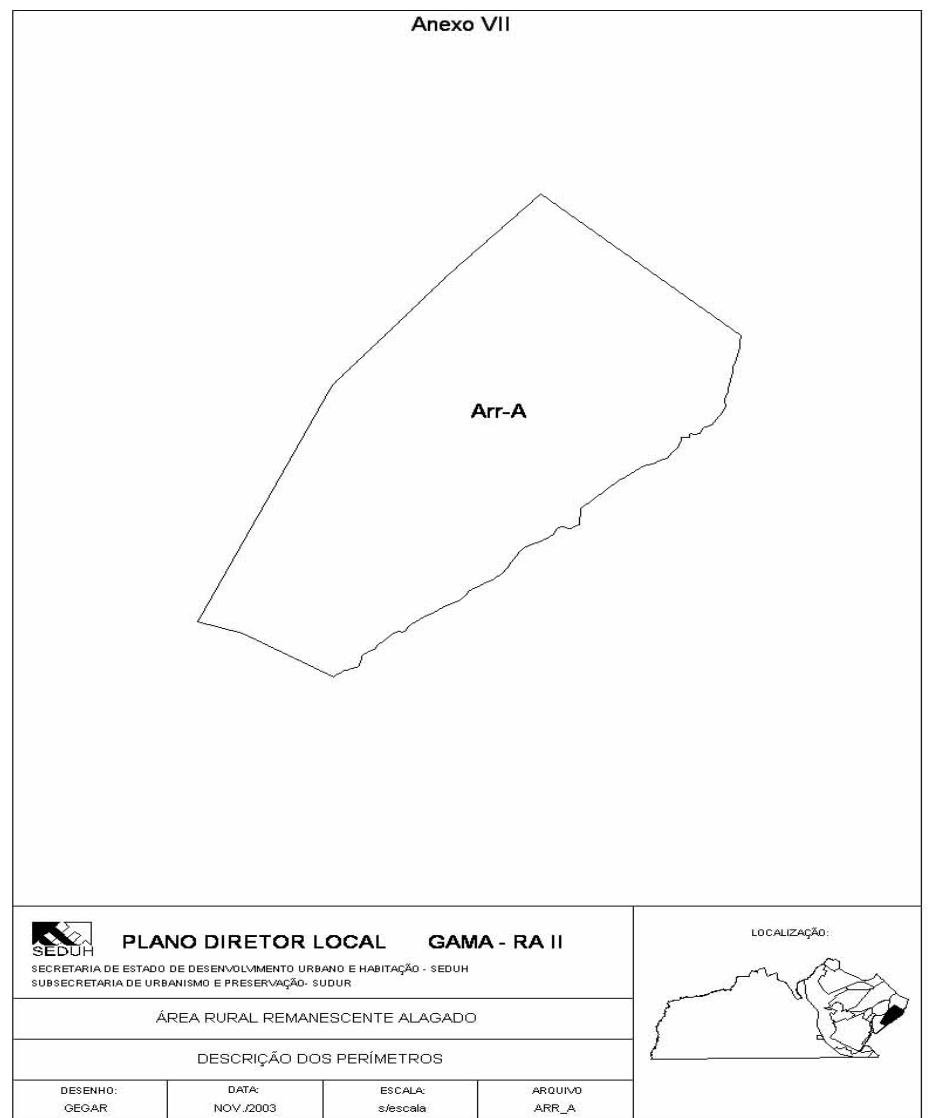 Anexo VII
Arr-A
SEDUH
PLANO DIRETOR LOCAL GAMA - RA II
SECRETARIA DE ESTADO DE DESENVOLVIMENTO URBANO E HABITAÇÃO - SEDUH
SUBSECRETARIA DE URBANISMO E PRESERVAÇÃO- SUDUR
ÁREA RURAL REMANESCENTE ALAGADO
DESCRIÇÃO DOS PERÍMETROS
DESENHO:
GEGAR
DATA:
NOV./2003
ESCALA:
s/escala
ARQUIVO
ARR_A
LOCALIZAÇÃO: